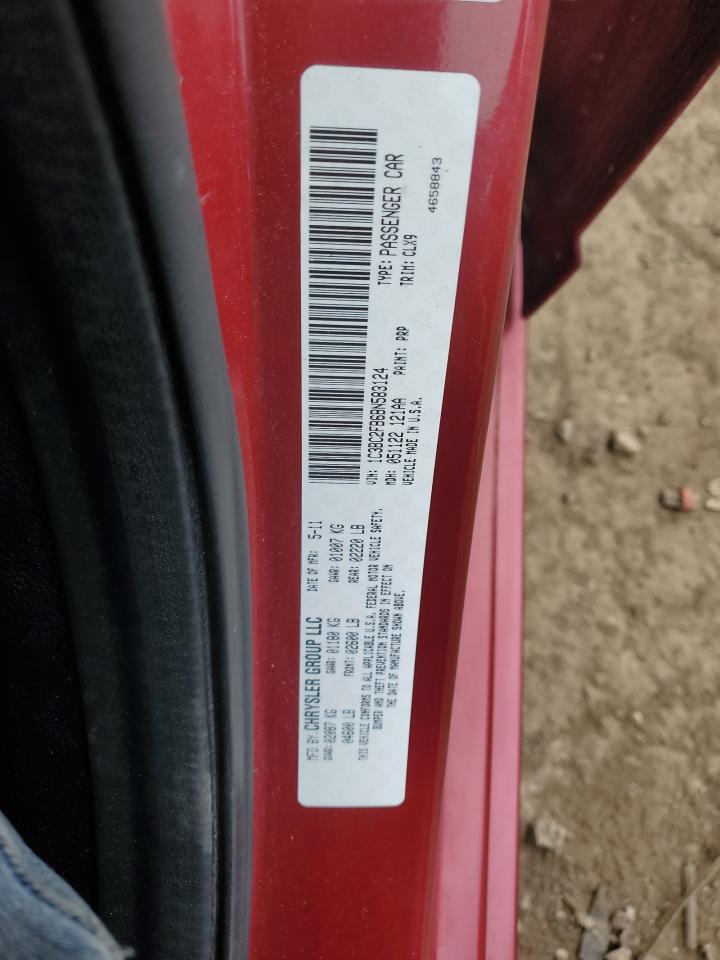 MFD BY: CHRYSLER GROUP LLC DATE OF MFR: 5-11
GVWR: 02087 KG GAWR: 01180 KG GAWR: 01007 KG
04600 LB FRONT: 02600 LB REAR: 02220 LB
THIS VEHICLE CONFORMS TO ALL APPLICABLE U.S.A. FEDERAL MOTOR VEHICLE SAFETY,
BUMPER AND THEFT PREVENTION STANDARDS IN EFFECT ON
THE DATE OF MANUFACTURE SHOWN ABOVE.
VIN: 1C3BC2FB6BN583124 TYPE: PASSENGER CAR
MDH: 051122 121AA PAINT: PRP TRIM: CLX9
VEHICLE MADE IN U.S.A.
4658843